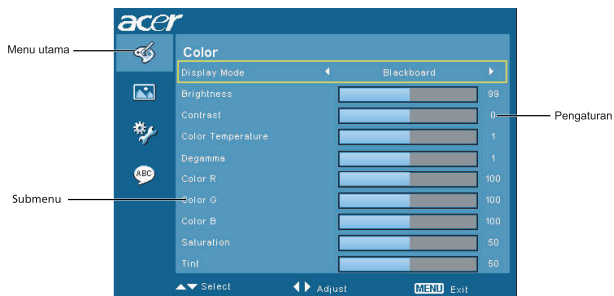 acer
Menu utama
Color
Display Mode Blackboard
Brightness 99
Contrast 0
Pengaturan
Color Temperature 1
Degamma 1
ABC
Color R 100
Submenu
Color G 100
Color B 100
Saturation 50
Tint 50
Select Adjust MENU Exit